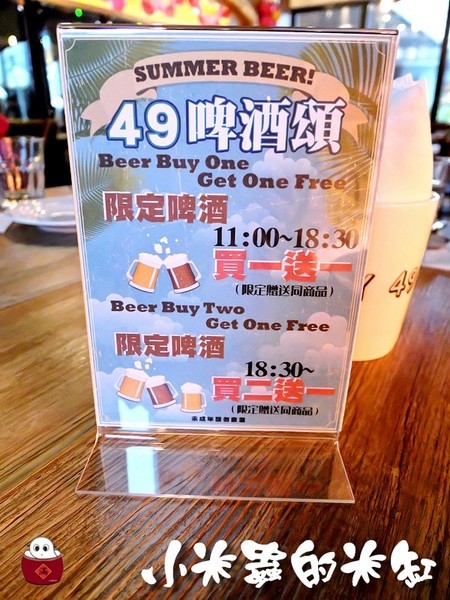 SUMMER BEER!
49啤酒頌
Beer Buy One
Get One Free
限定啤酒
11:00~18:30
買一送一
(限定贈送同商品)
Beer Buy Two
Get One Free
限定啤酒
18:30~
買二送一
(限定贈送同商品)
49
小米蟲的米缸